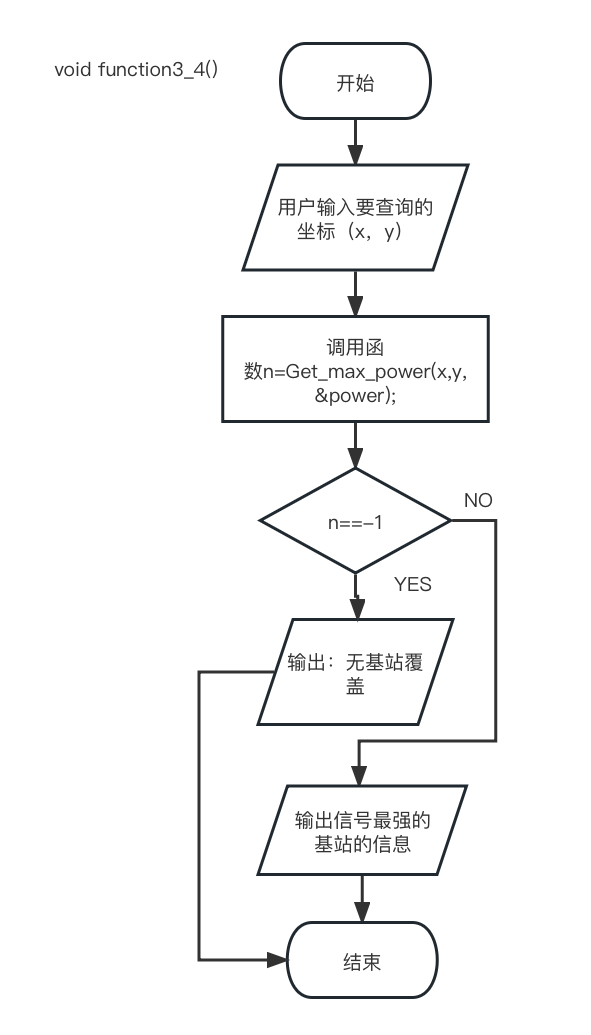 void function3_4()
开始
用户输入要查询的
坐标（x，y）
调用函
数n=Get_max_power(x,y,
&power);
n==-1
NO
YES
输出：无基站覆
盖
输出信号最强的
基站的信息
结束